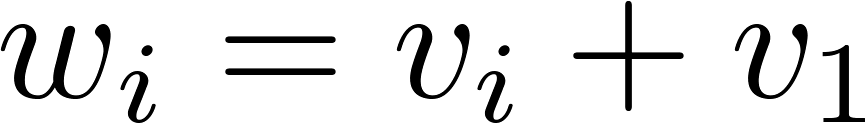 w_i = v_i + v_1